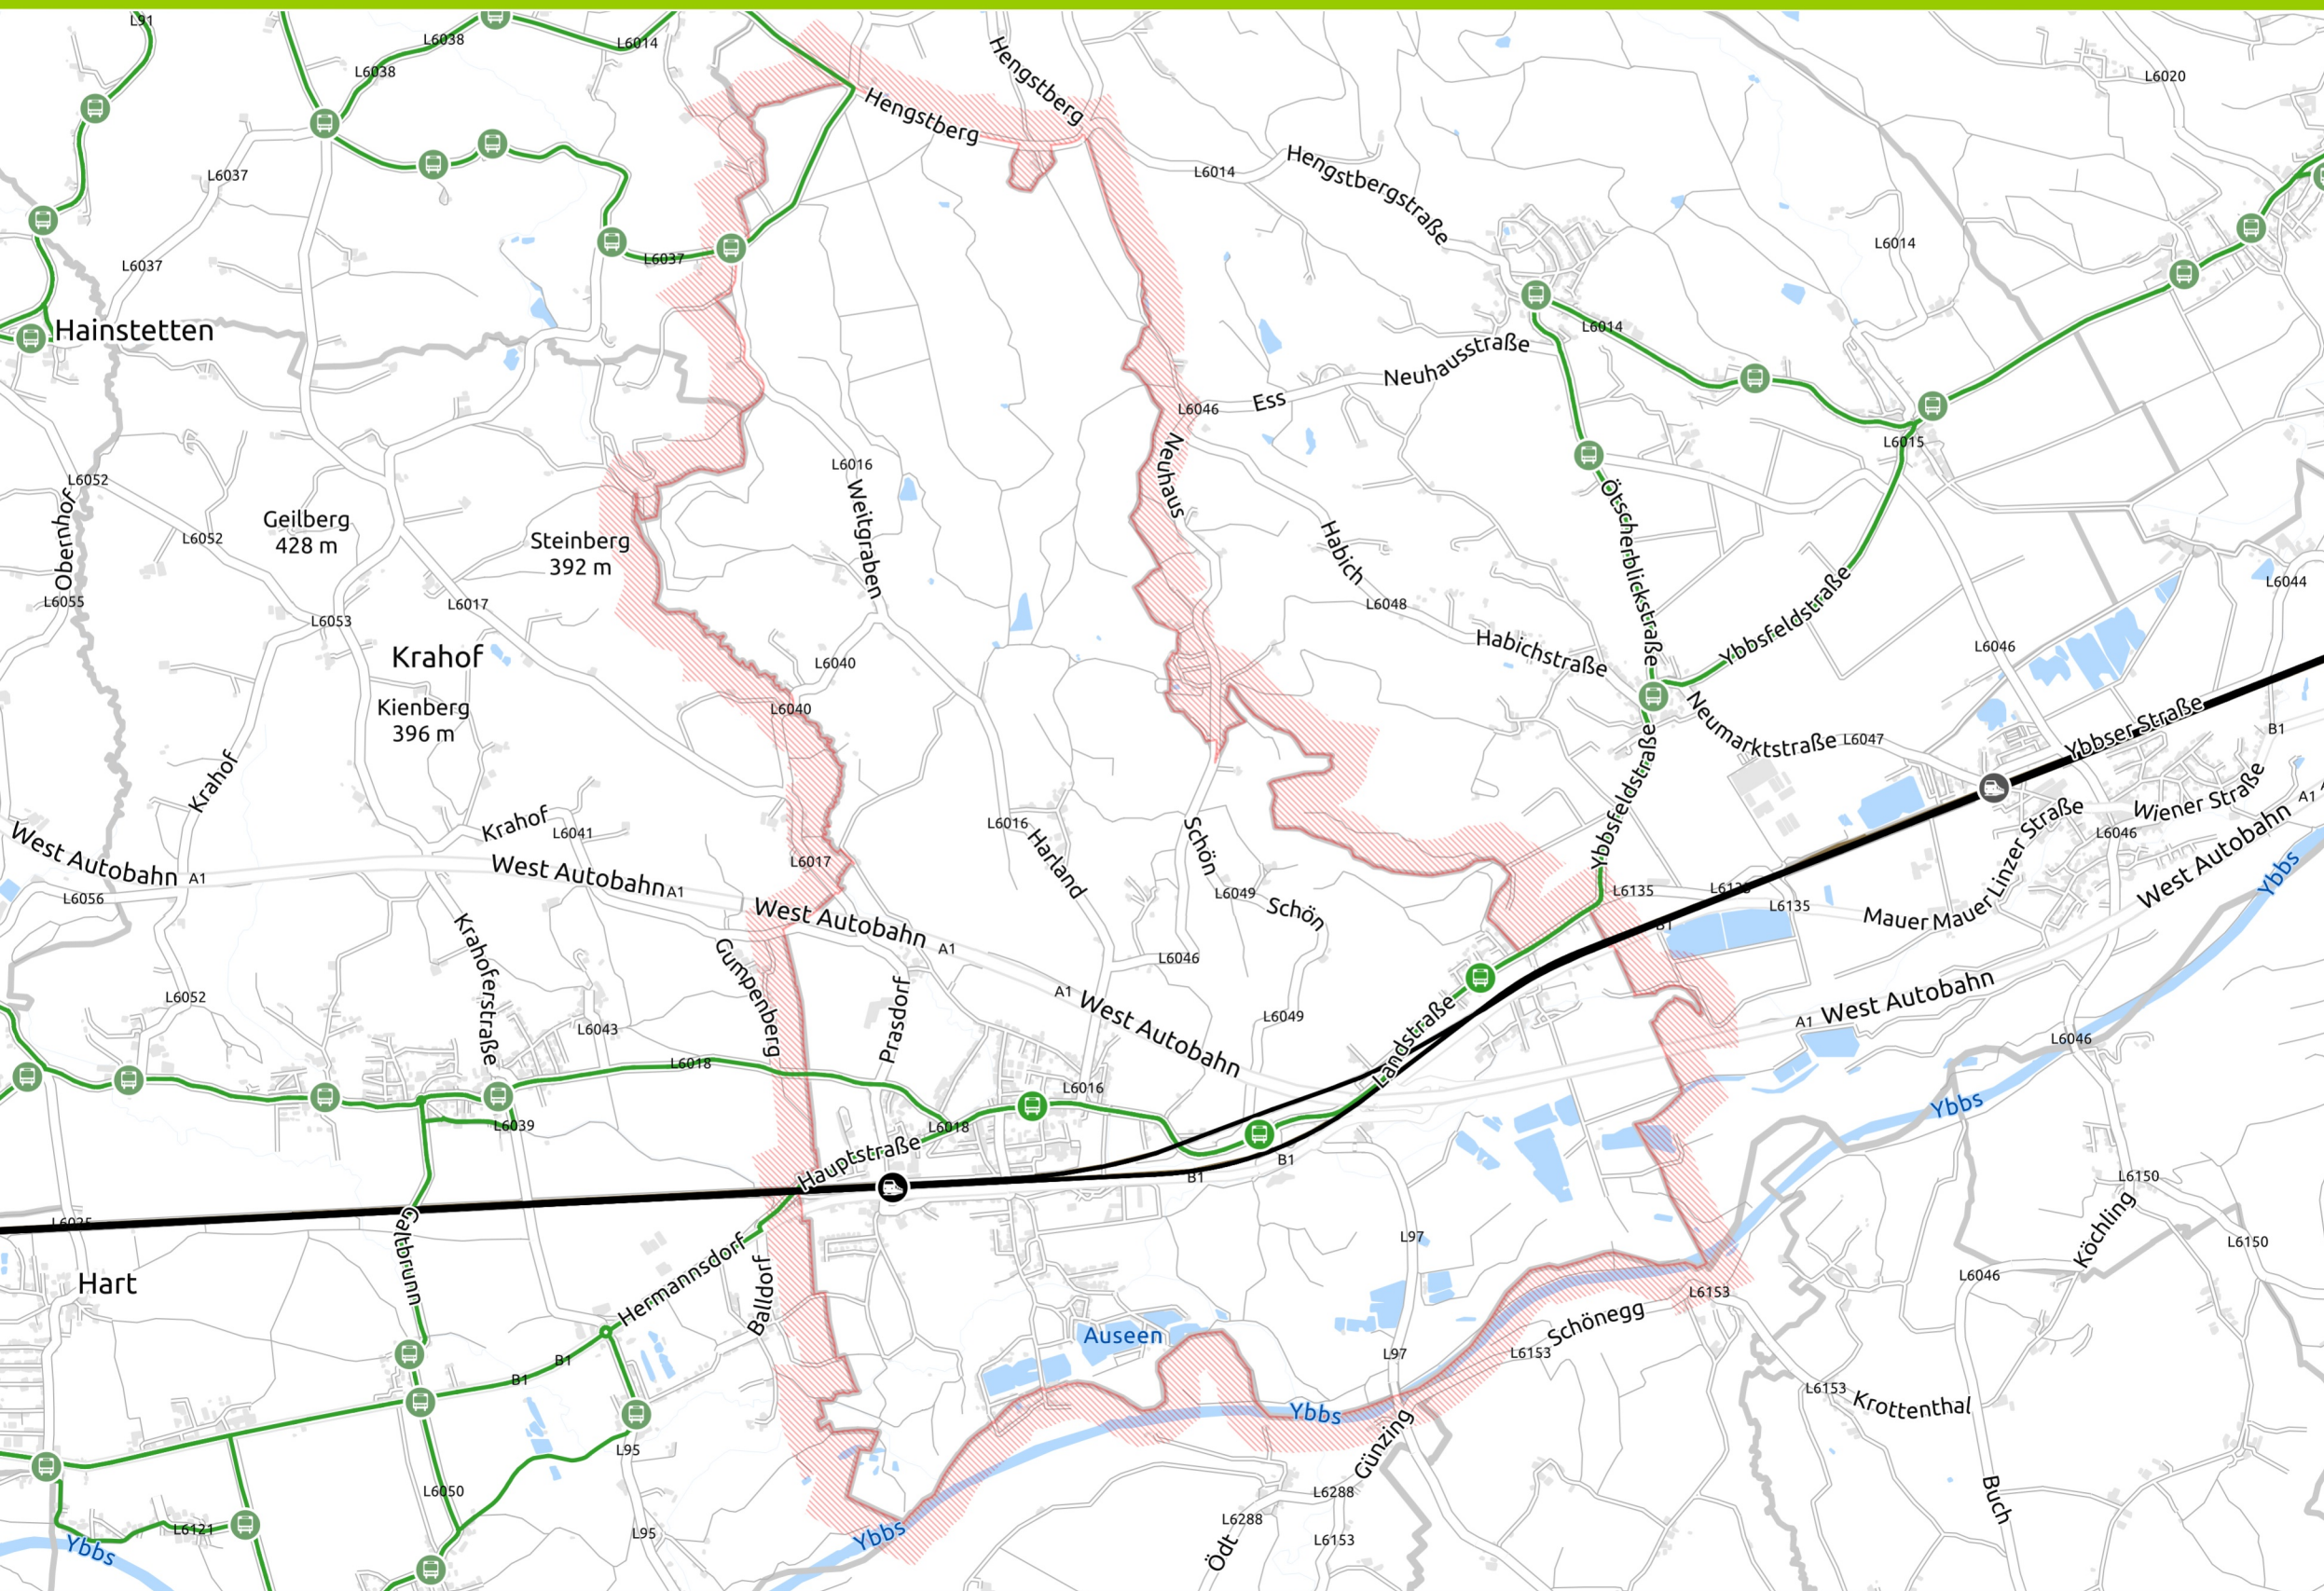 L91
L6038
L6014
L6038
Hengstberg
Hengstberg
L6020
L6037
L6014
Hengstbergstraße
L6037
L6037
L6014
Hainstetten
L6014
Neuhausstraße
Ess
L6046
L6015
L6052
L6016
Neuhaus
Obernhof
Weitgraben
Ötscherblickstraße
Geilberg
428 m
L6052
Steinberg
392 m
Habich
L6055
L6017
L6048
L6044
L6053
Ybbsfeldstraße
Krahof
L6040
Habichstraße
L6046
Kienberg
396 m
L6040
Neumarktstraße
L6047
Ybbser Straße
B1
Krahof
Ybbsfeldstraße
Wiener Straße
A1
Krahof
L6041
L6016
Harland
Schön
L6046
West Autobahn
A1
West Autobahn
A1
L6017
Linzer Straße
West Autobahn
Ybbs
L6056
West Autobahn
A1
L6049
Schön
L6135
L6135
L6135
Mauer
Mauer
B1
Krahoferstraße
Gumpenberg
L6046
L6052
Prasdorf
A1
West Autobahn
L6049
Landstraße
A1
West Autobahn
L6043
L6046
L6018
L6016
Ybbs
L6039
L6018
Hauptstraße
B1
B1
L6150
L6025
Galtbrunn
Hermannsdorf
Balldorf
L97
Köchling
L6150
Hart
L6046
L6153
Auseen
Schönegg
L6153
L97
B1
B1
L6153
Krottenthal
Ybbs
Günzing
L95
L6050
L6288
Buch
L6121
L95
Ybbs
L6288
L6153
Ybbs
Ödt